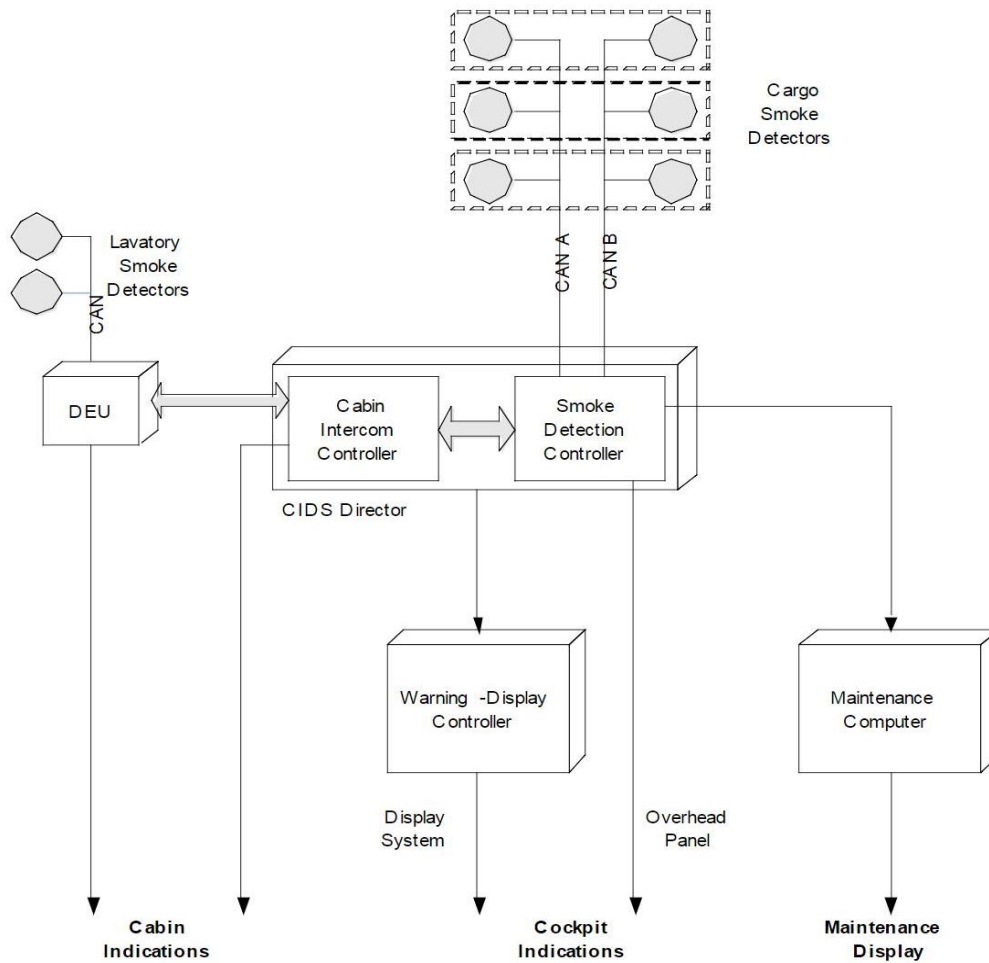 Cargo
Smoke
Detectors
Lavatory
Smoke
Detectors
CAN
CAN A
CAN B
DEU
Cabin
Intercom
Controller
Smoke
Detection
Controller
CIDS Director
Warning -Display
Controller
Maintenance
Computer
Display
System
Overhead
Panel
Cabin
Indications
Cockpit
Indications
Maintenance
Display